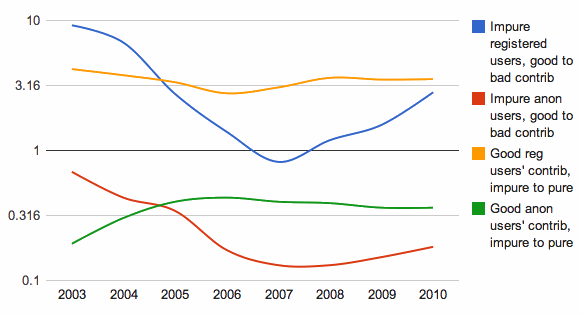 10
3.16
1
0.316
0.1
2003 2004 2005 2006 2007 2008 2009 2010
Impure
registered
users, good to
bad contrib
Impure anon
users, good to
bad contrib
Good reg
users' contrib,
impure to pure
Good anon
users' contrib,
impure to pure